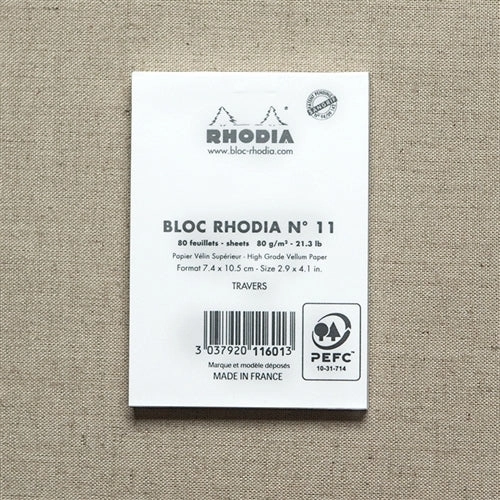 RHODIA
www.bloc-rhodia.com
BLOC RHODIA N° 11
80 feuillets - sheets 80 g/m² - 21.3 lb
Papier Vélin Supérieur - High Grade Vellum Paper
Format 7.4 x 10.5 cm - Size 2.9 x 4.1 in.
TRAVERS
3 037920 116013
Marque et modèle déposés
MADE IN FRANCE
PEFC™
10-31-714